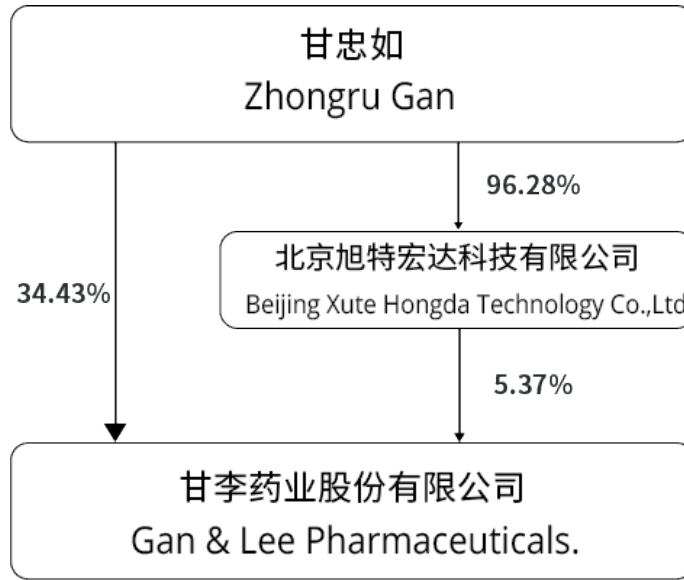 甘忠如
Zhongru Gan
96.28%
北京旭特宏达科技有限公司
Beijing Xute Hongda Technology Co.,Ltd
34.43%
5.37%
甘李药业股份有限公司
Gan & Lee Pharmaceuticals.